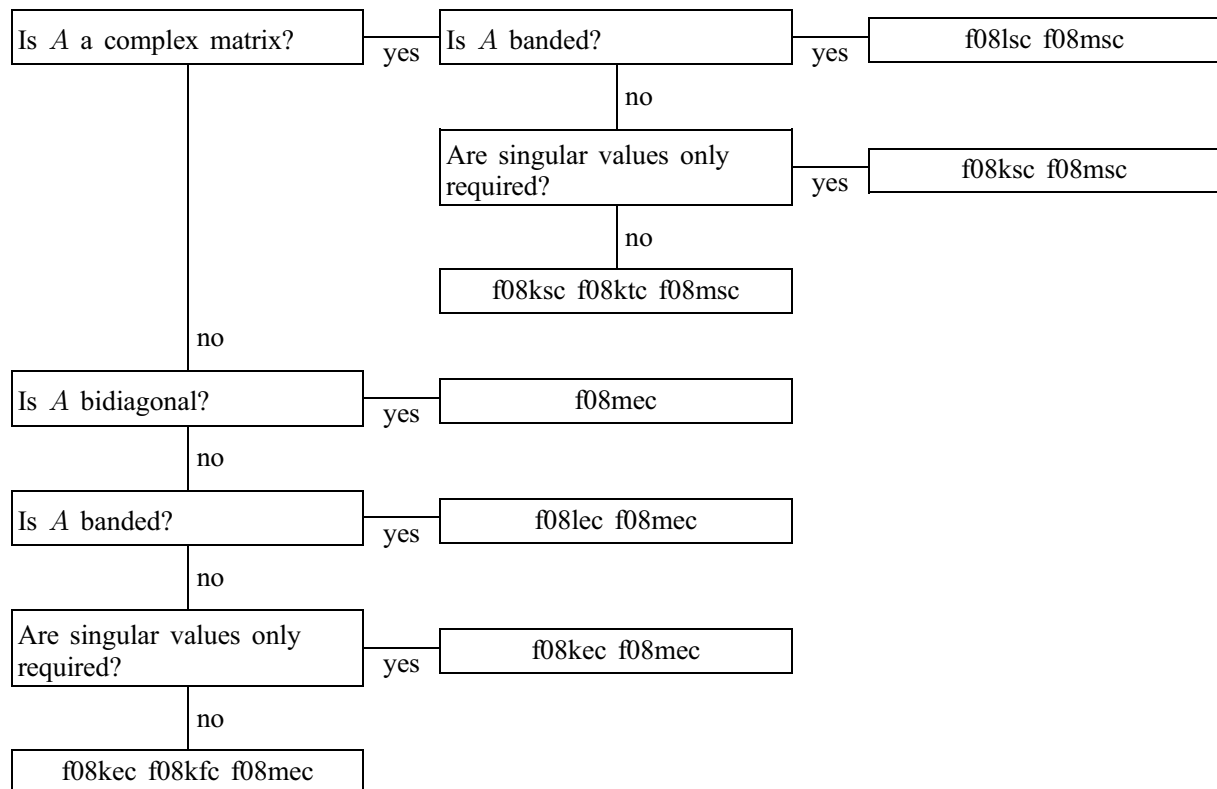 Is A a complex matrix?
yes
Is A banded?
yes
f08lsc f08msc
no
Are singular values only
required?
yes
f08ksc f08msc
no
f08ksc f08ktc f08msc
no
Is A bidiagonal?
yes
f08mec
no
Is A banded?
yes
f08lec f08mec
no
Are singular values only
required?
yes
f08kec f08mec
no
f08kec f08kfc f08mec